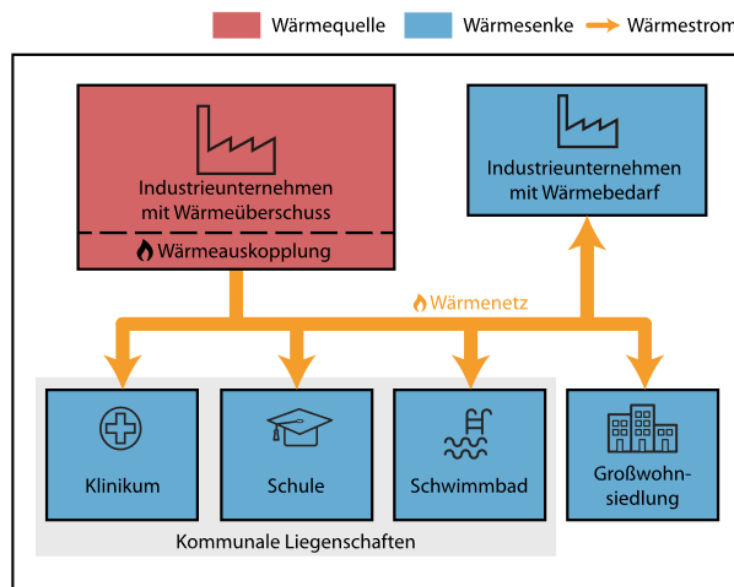 Wärmequelle
Wärmesenke
Wärmestrom
Industrieunternehmen
mit Wärmeüberschuss
Wärmeauskopplung
Industrieunternehmen
mit Wärmebedarf
Wärmenetz
Klinikum
Schule
Schwimmbad
Großwohn-
siedlung
Kommunale Liegenschaften